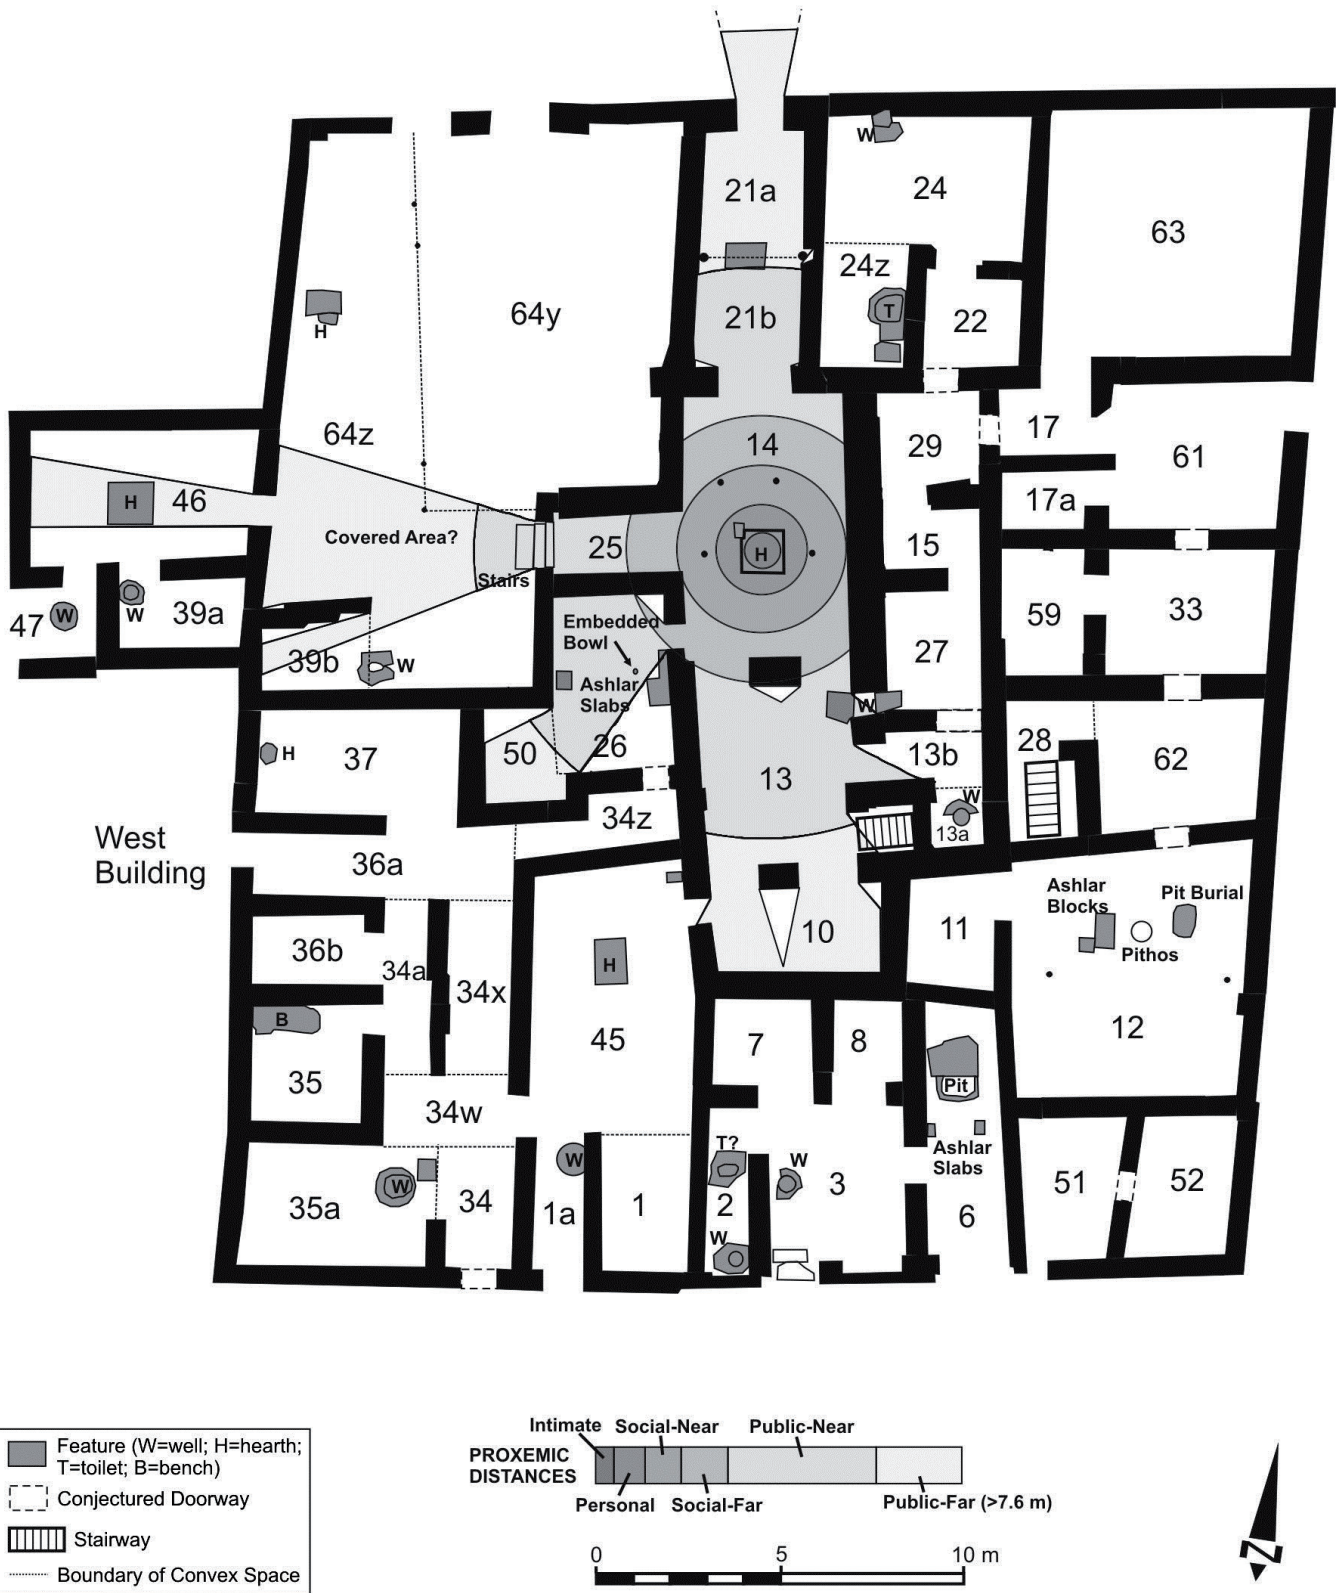 21a
W
24
63
24z
T
21b
22
H
64y
64z
14
29
17
61
46
H
17a
Covered Area?
25
H
15
Stairs
47
W
W
39a
Embedded
Bowl
59
33
39b
W
Ashlar
Slabs
27
W
37
H
50
26
13
13b
28
62
34z
W
13a
West
Building
36a
Ashlar
Blocks
Pit Burial
Pithos
36b
34a
34x
H
10
11
B
35
45
7
8
12
Pit
34w
T?
W
Ashlar
Slabs
35a
W
34
W
1a
1
2
W
3
6
51
52
Feature (W=well; H=hearth;
T=toilet; B=bench)
Conjectured Doorway
Stairway
Boundary of Convex Space
Intimate
Social-Near
Public-Near
PROXEMIC
DISTANCES
Personal
Social-Far
Public-Far (>7.6 m)
0
5
10 m
N